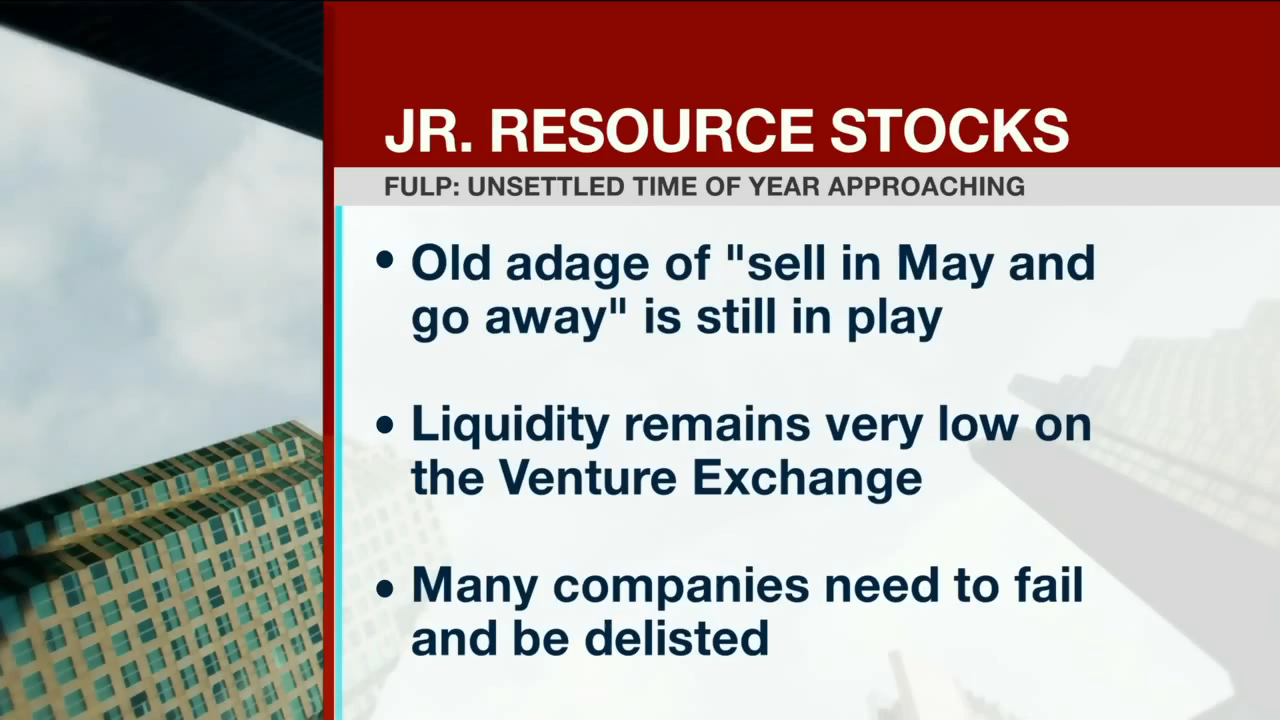 JR. RESOURCE STOCKS
FULP: UNSETTLED TIME OF YEAR APPROACHING
• Old adage of "sell in May and
go away" is still in play
• Liquidity remains very low on
the Venture Exchange
• Many companies need to fail
and be delisted